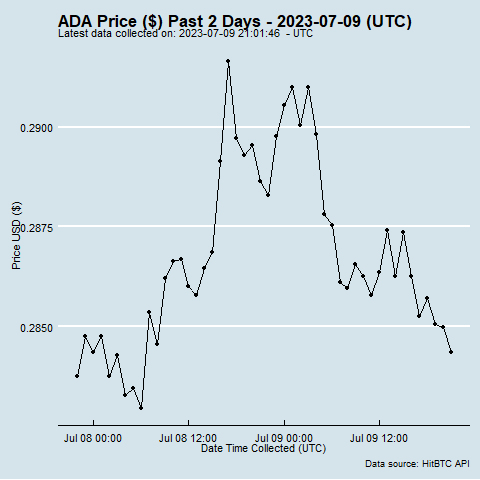 ADA Price ($) Past 2 Days - 2023-07-09 (UTC)
Latest data collected on: 2023-07-09 21:01:46 - UTC
0.2900
0.2875
0.2850
Price USD ($)
Jul 08 00:00 Jul 08 12:00 Jul 09 00:00 Jul 09 12:00
Date Time Collected (UTC)
Data source: HitBTC API